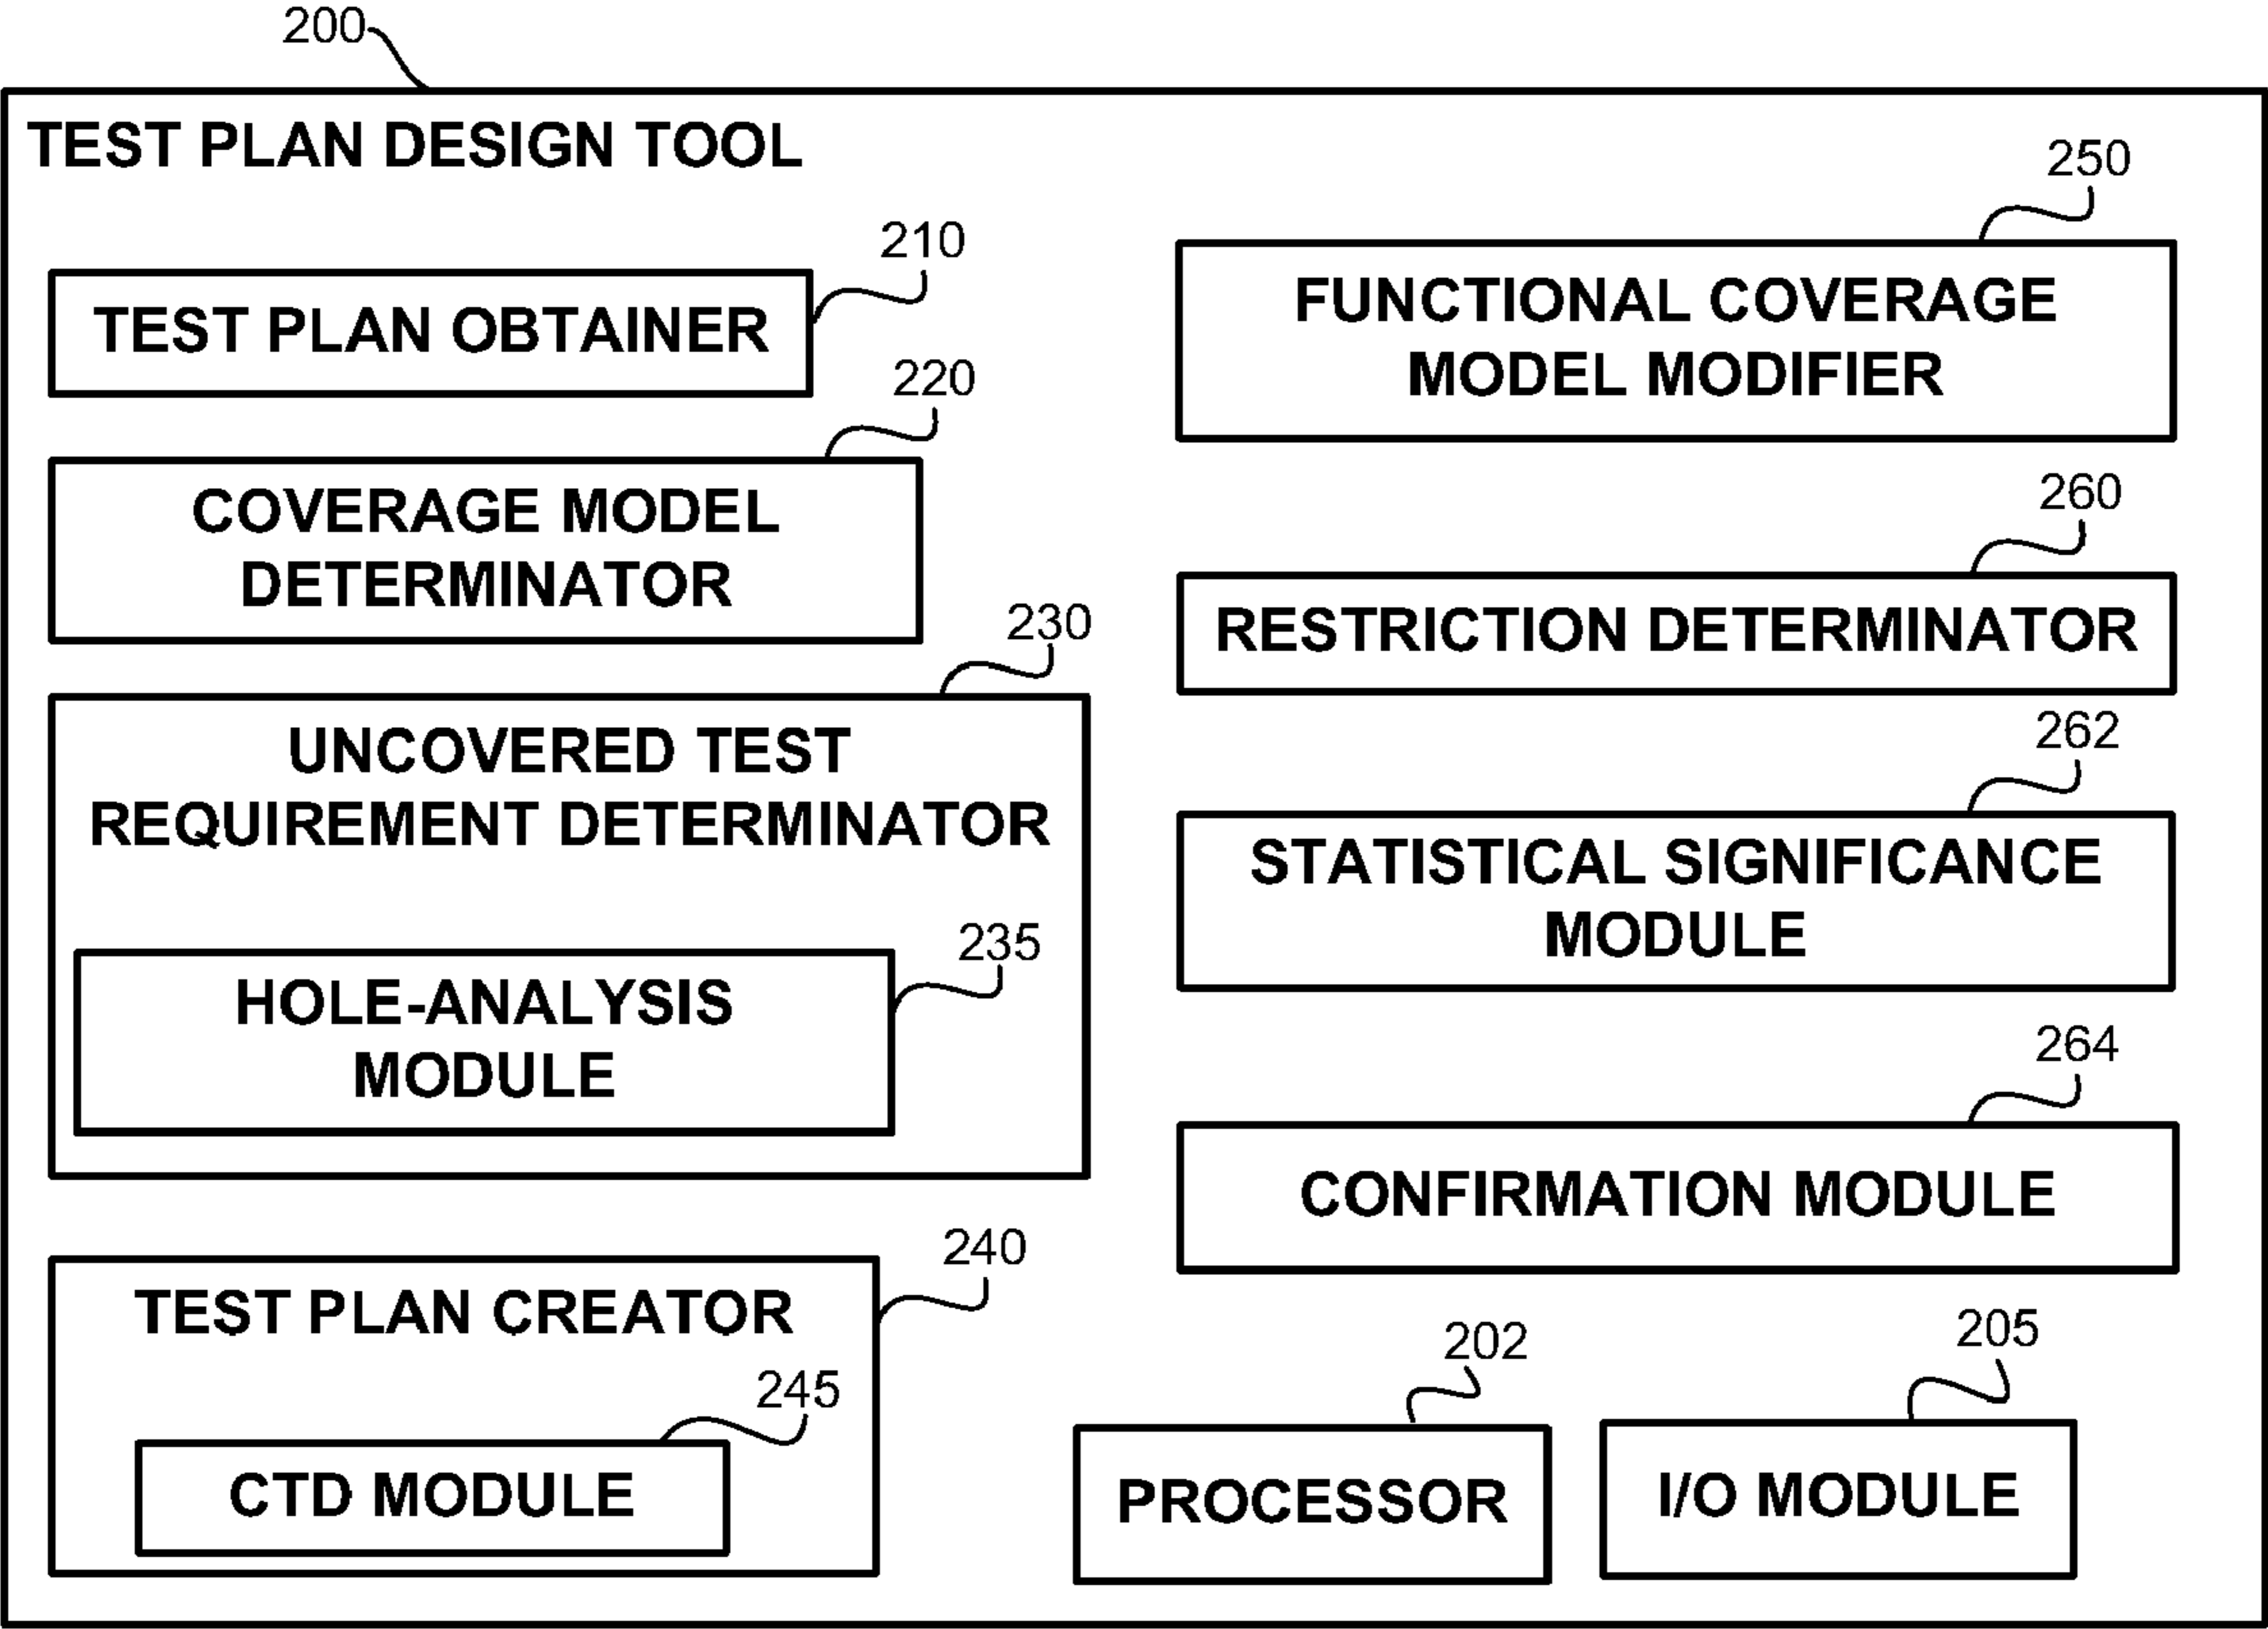 200
TEST PLAN DESIGN TOOL
210
TEST PLAN OBTAINER
220
COVERAGE MODEL
DETERMINATOR
230
UNCOVERED TEST
REQUIREMENT DETERMINATOR
235
HOLE-ANALYSIS
MODULE
240
TEST PLAN CREATOR
245
CTD MODULE
250
FUNCTIONAL COVERAGE
MODEL MODIFIER
260
RESTRICTION DETERMINATOR
262
STATISTICAL SIGNIFICANCE
MODULE
264
CONFIRMATION MODULE
202
PROCESSOR
205
I/O MODULE